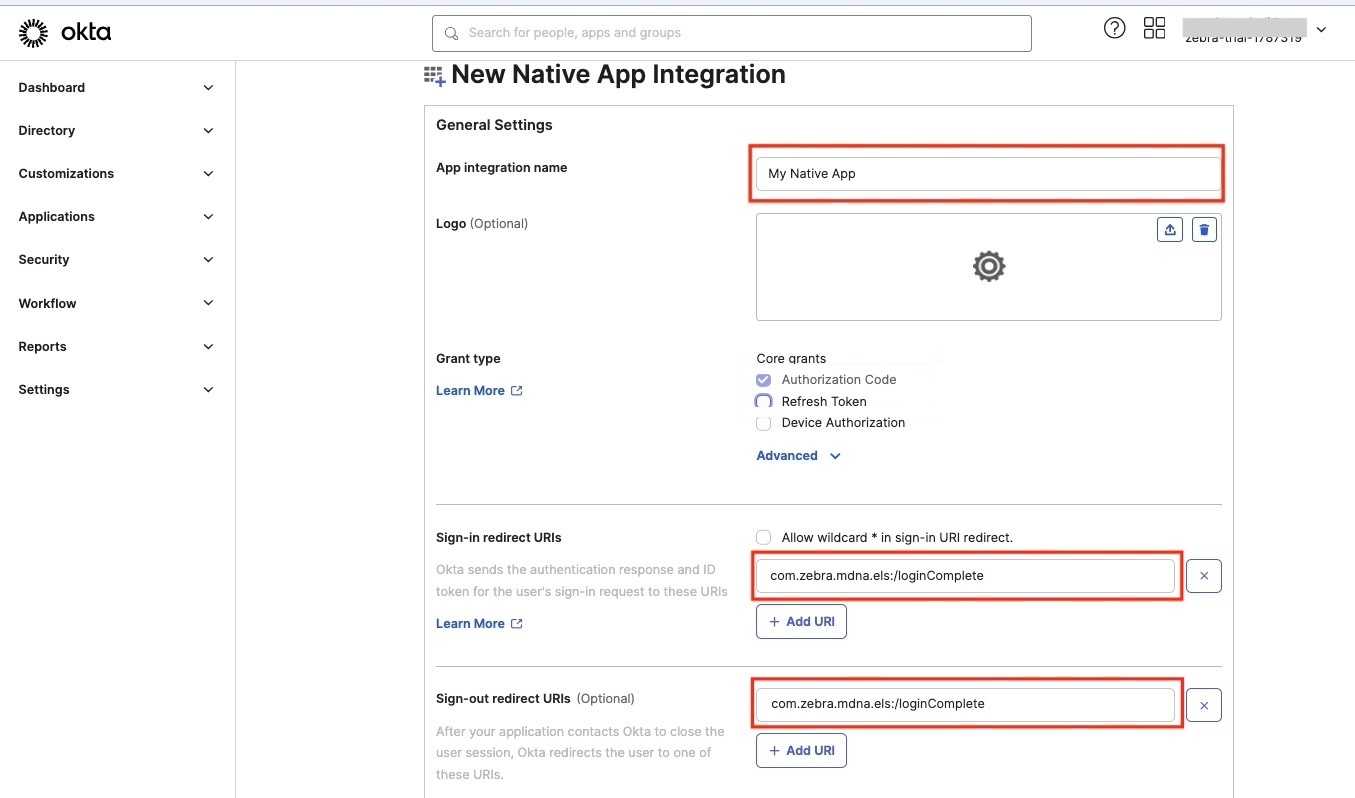 okta
Search for people, apps and groups
zebra-trial-1787319
Dashboard
Directory
Customizations
Applications
Security
Workflow
Reports
Settings
New Native App Integration
General Settings
App integration name
My Native App
Logo (Optional)
Grant type
Learn More
Core grants
Authorization Code
Refresh Token
Device Authorization
Advanced
Sign-in redirect URIs
Okta sends the authentication response and ID
token for the user's sign-in request to these URIs
Learn More
Allow wildcard * in sign-in URI redirect.
com.zebra.mdna.els:/loginComplete
+ Add URI
Sign-out redirect URIs (Optional)
After your application contacts Okta to close the
user session, Okta redirects the user to one of
these URIs.
com.zebra.mdna.els:/loginComplete
+ Add URI